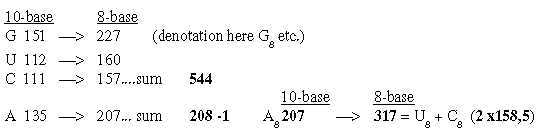 10-base 8-base
G 151 —> 227 (denotation here G8 etc.)
U 112 —> 160
C 111 —> 157....sum 544
10-base 8-base
A 135 —> 207... sum 208 -1 A8 207 —> 317 = U8 + C8 (2 x158,5)